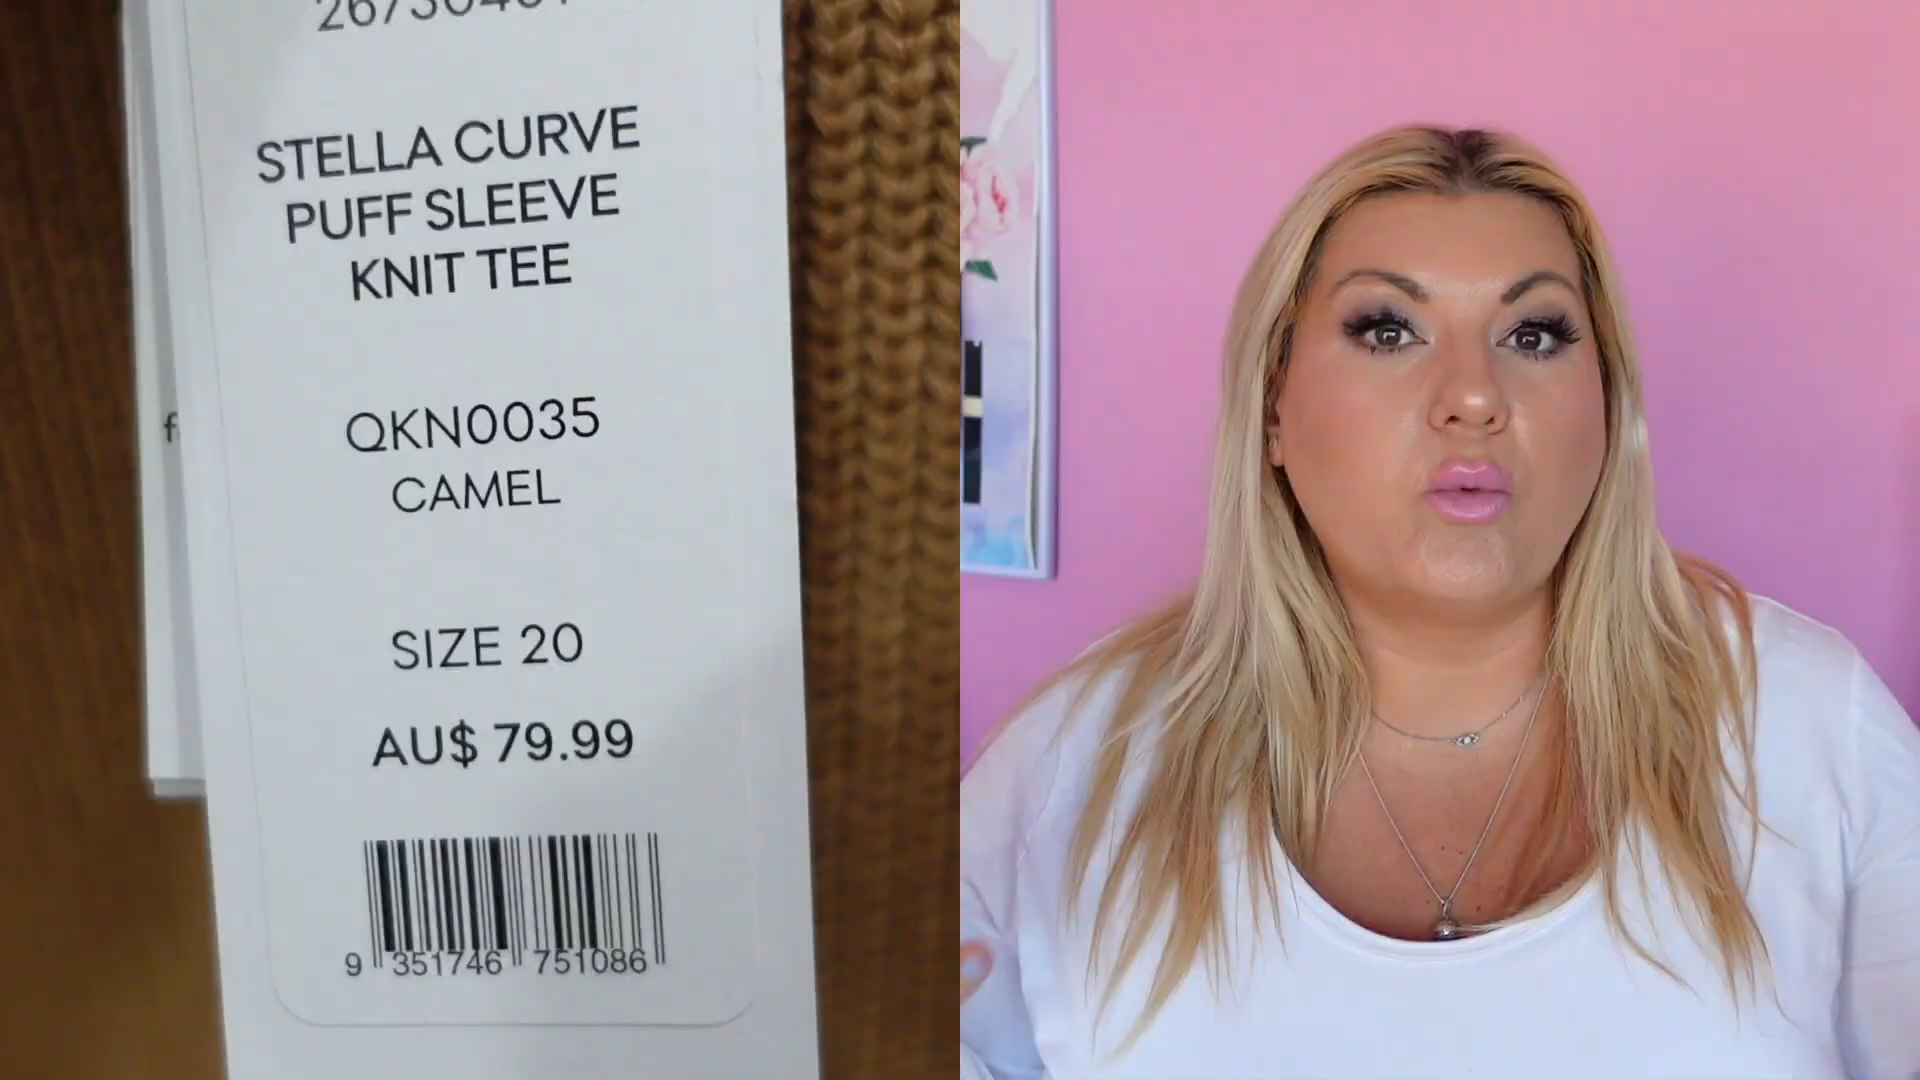 STELLA CURVE
PUFF SLEEVE
KNIT TEE
QKN0035
CAMEL
SIZE 20
AU$ 79.99
9 351746 751086